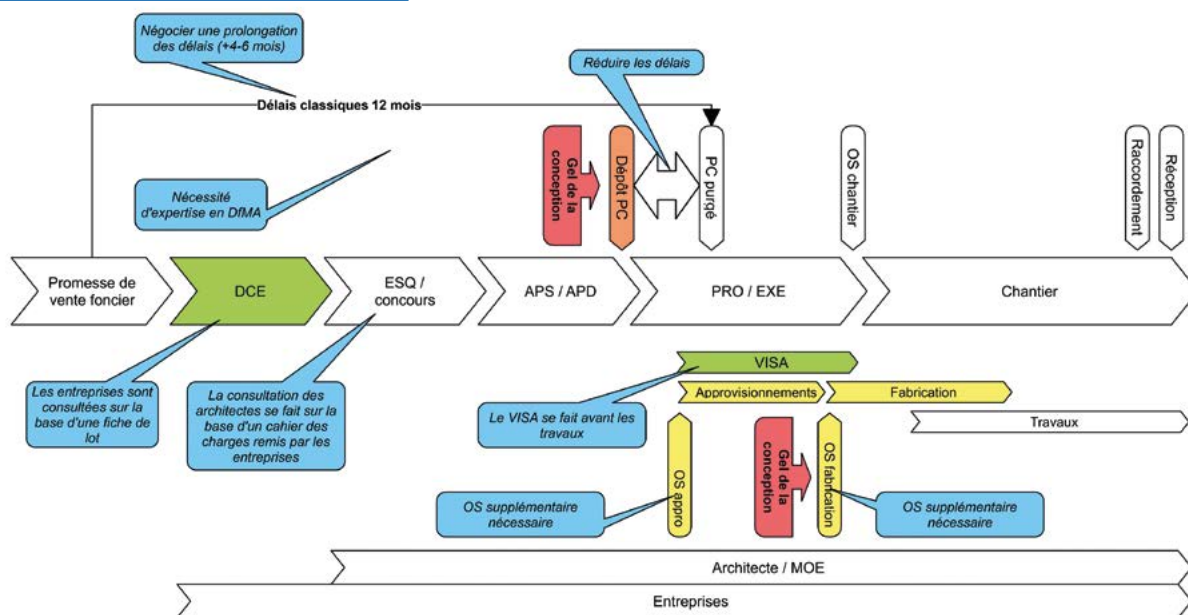 Négocier une prolongation
des délais (+4-6 mois)
Réduire les délais
Délais classiques 12 mois
Gel de la
conception
Dépôt PC
PC purgé
OS chantier
Raccordement
Réception
Nécessité
d'expertise en DfMA
Promesse de
vente foncier
DCE
ESQ /
concours
APS / APD
PRO / EXE
Chantier
Les entreprises sont
consultées sur la
base d'une fiche de
lot
La consultation des
architectes se fait sur la
base d'un cahier des
charges remis par les
entreprises
Le VISA se fait avant les
travaux
VISA
Approvisionnements
Fabrication
Travaux
OS appro
Gel de la
conception
OS fabrication
OS supplémentaire
nécessaire
OS supplémentaire
nécessaire
Architecte / MOE
Entreprises